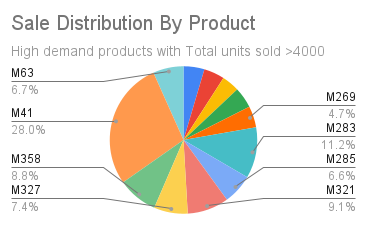 Sale Distribution By Product
High demand products with Total units sold >4000
M63
6.7%
M41
28.0%
M358
8.8%
M327
7.4%
M269
4.7%
M283
11.2%
M285
6.6%
M321
9.1%